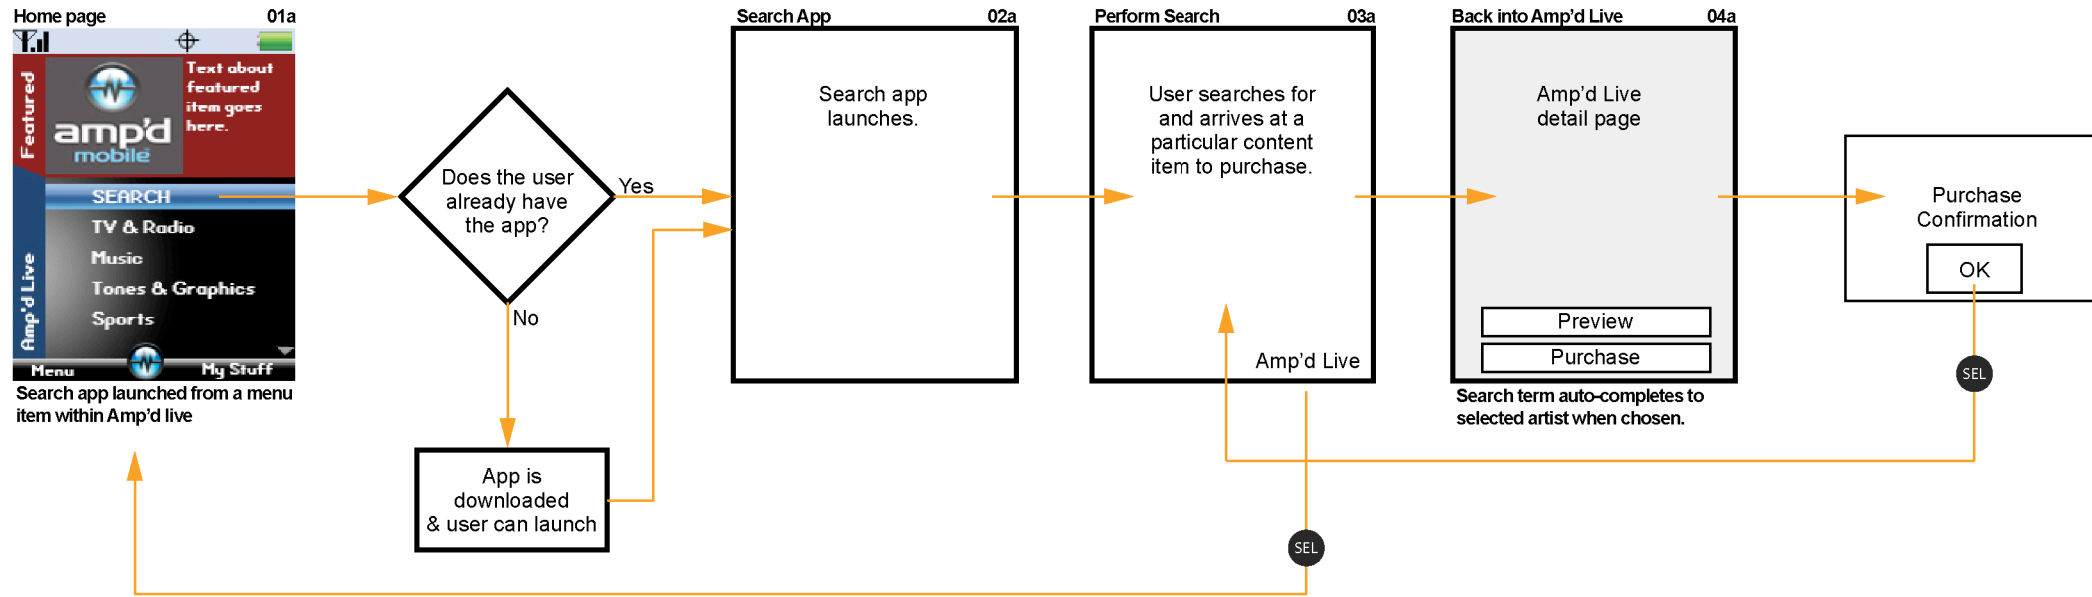 Home page 01a
Featured
amp'd
mobile
Text about
featured
item goes
here.
Amp'd Live
SEARCH
TV & Radio
Music
Tones & Graphics
Sports
Menu
My Stuff
Search app launched from a menu
item within Amp’d live
Does the user
already have
the app?
Yes
No
App is
downloaded
& user can launch
Search App 02a
Search app
launches.
Perform Search 03a
User searches for
and arrives at a
particular content
item to purchase.
Amp’d Live
SEL
Back into Amp’d Live 04a
Amp’d Live
detail page
Preview
Purchase
Search term auto-completes to
selected artist when chosen.
Purchase
Confirmation
OK
SEL